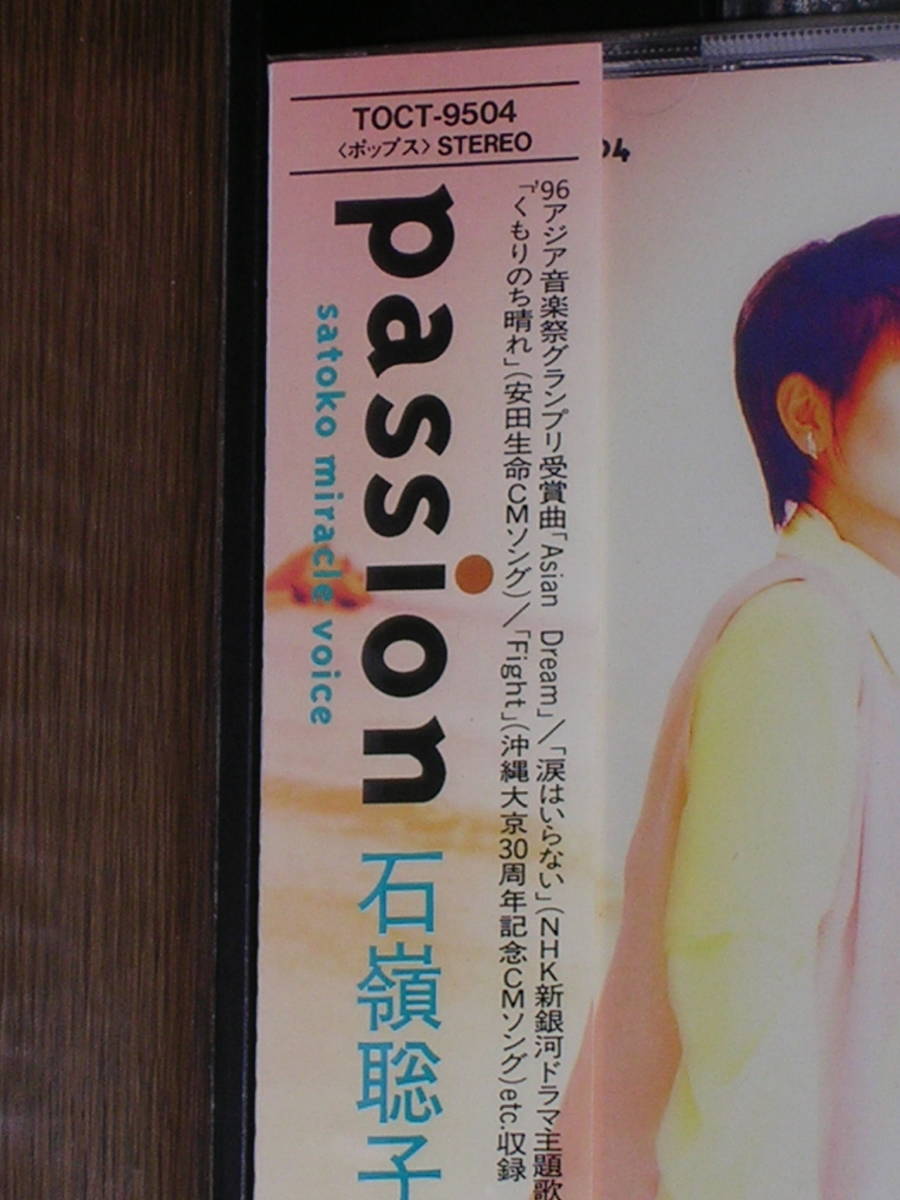 TOCT-9504
〈ポップス〉 STEREO
'96アジア音楽祭グランプリ受賞曲「Asian Dream」/「涙はいらない」(NHK新銀河ドラマ主題歌
「くもりのち晴れ」(安田生命CMソング)/「Fight」(沖縄大京30周年記念CMソング)etc.収録
passion 石嶺聡子
satoko miracle voice